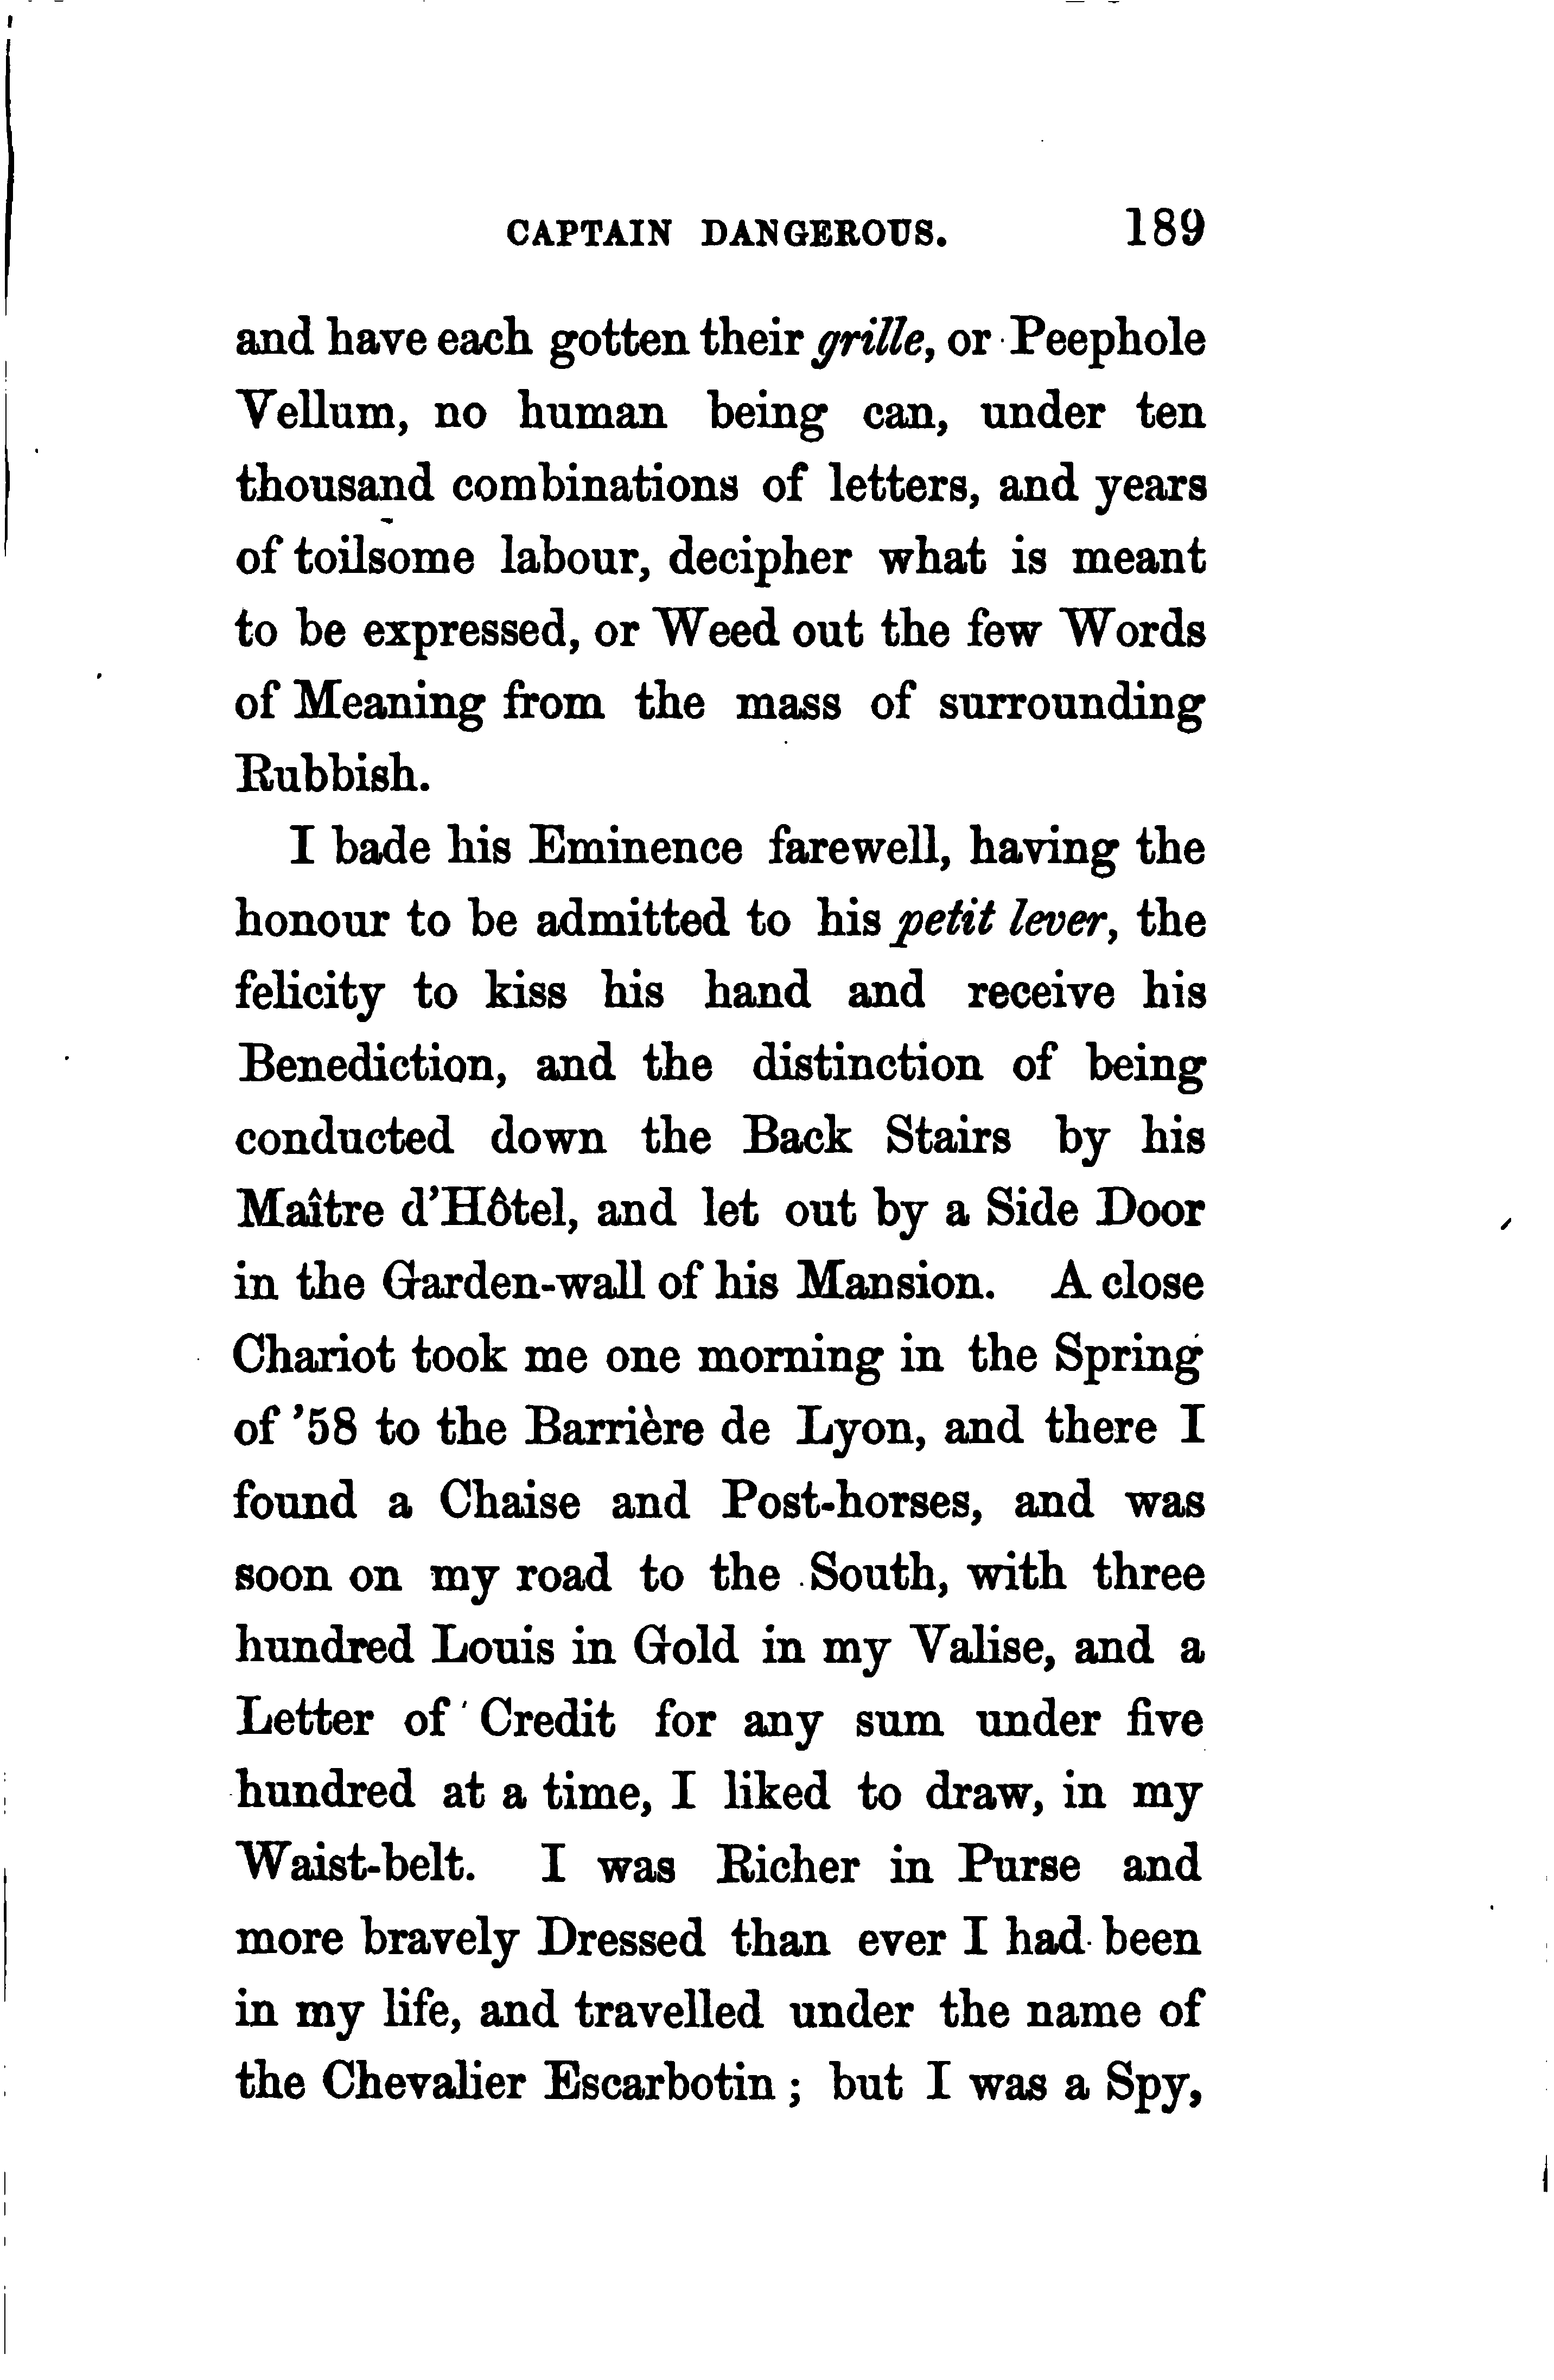 CAPTAIN DANGEROUS. 189
and have each gotten their grille, or Peephole
Vellum, no human being can, under ten
thousand combinations of letters, and years
of toilsome labour, decipher what is meant
to be expressed, or Weed out the few Words
of Meaning from the mass of surrounding
Rubbish.
I bade his Eminence farewell, having the
honour to be admitted to his petit lever, the
felicity to kiss his hand and receive his
Benediction, and the distinction of being
conducted down the Back Stairs by his
Maître d'Hôtel, and let out by a Side Door
in the Garden-wall of his Mansion. A close
Chariot took me one morning in the Spring
of '58 to the Barrière de Lyon, and there I
found a Chaise and Post-horses, and was
soon on my road to the South, with three
hundred Louis in Gold in my Valise, and a
Letter of Credit for any sum under five
hundred at a time, I liked to draw, in my
Waist-belt. I was Richer in Purse and
more bravely Dressed than ever I had been
in my life, and travelled under the name of
the Chevalier Escarbotin ; but I was a Spy,